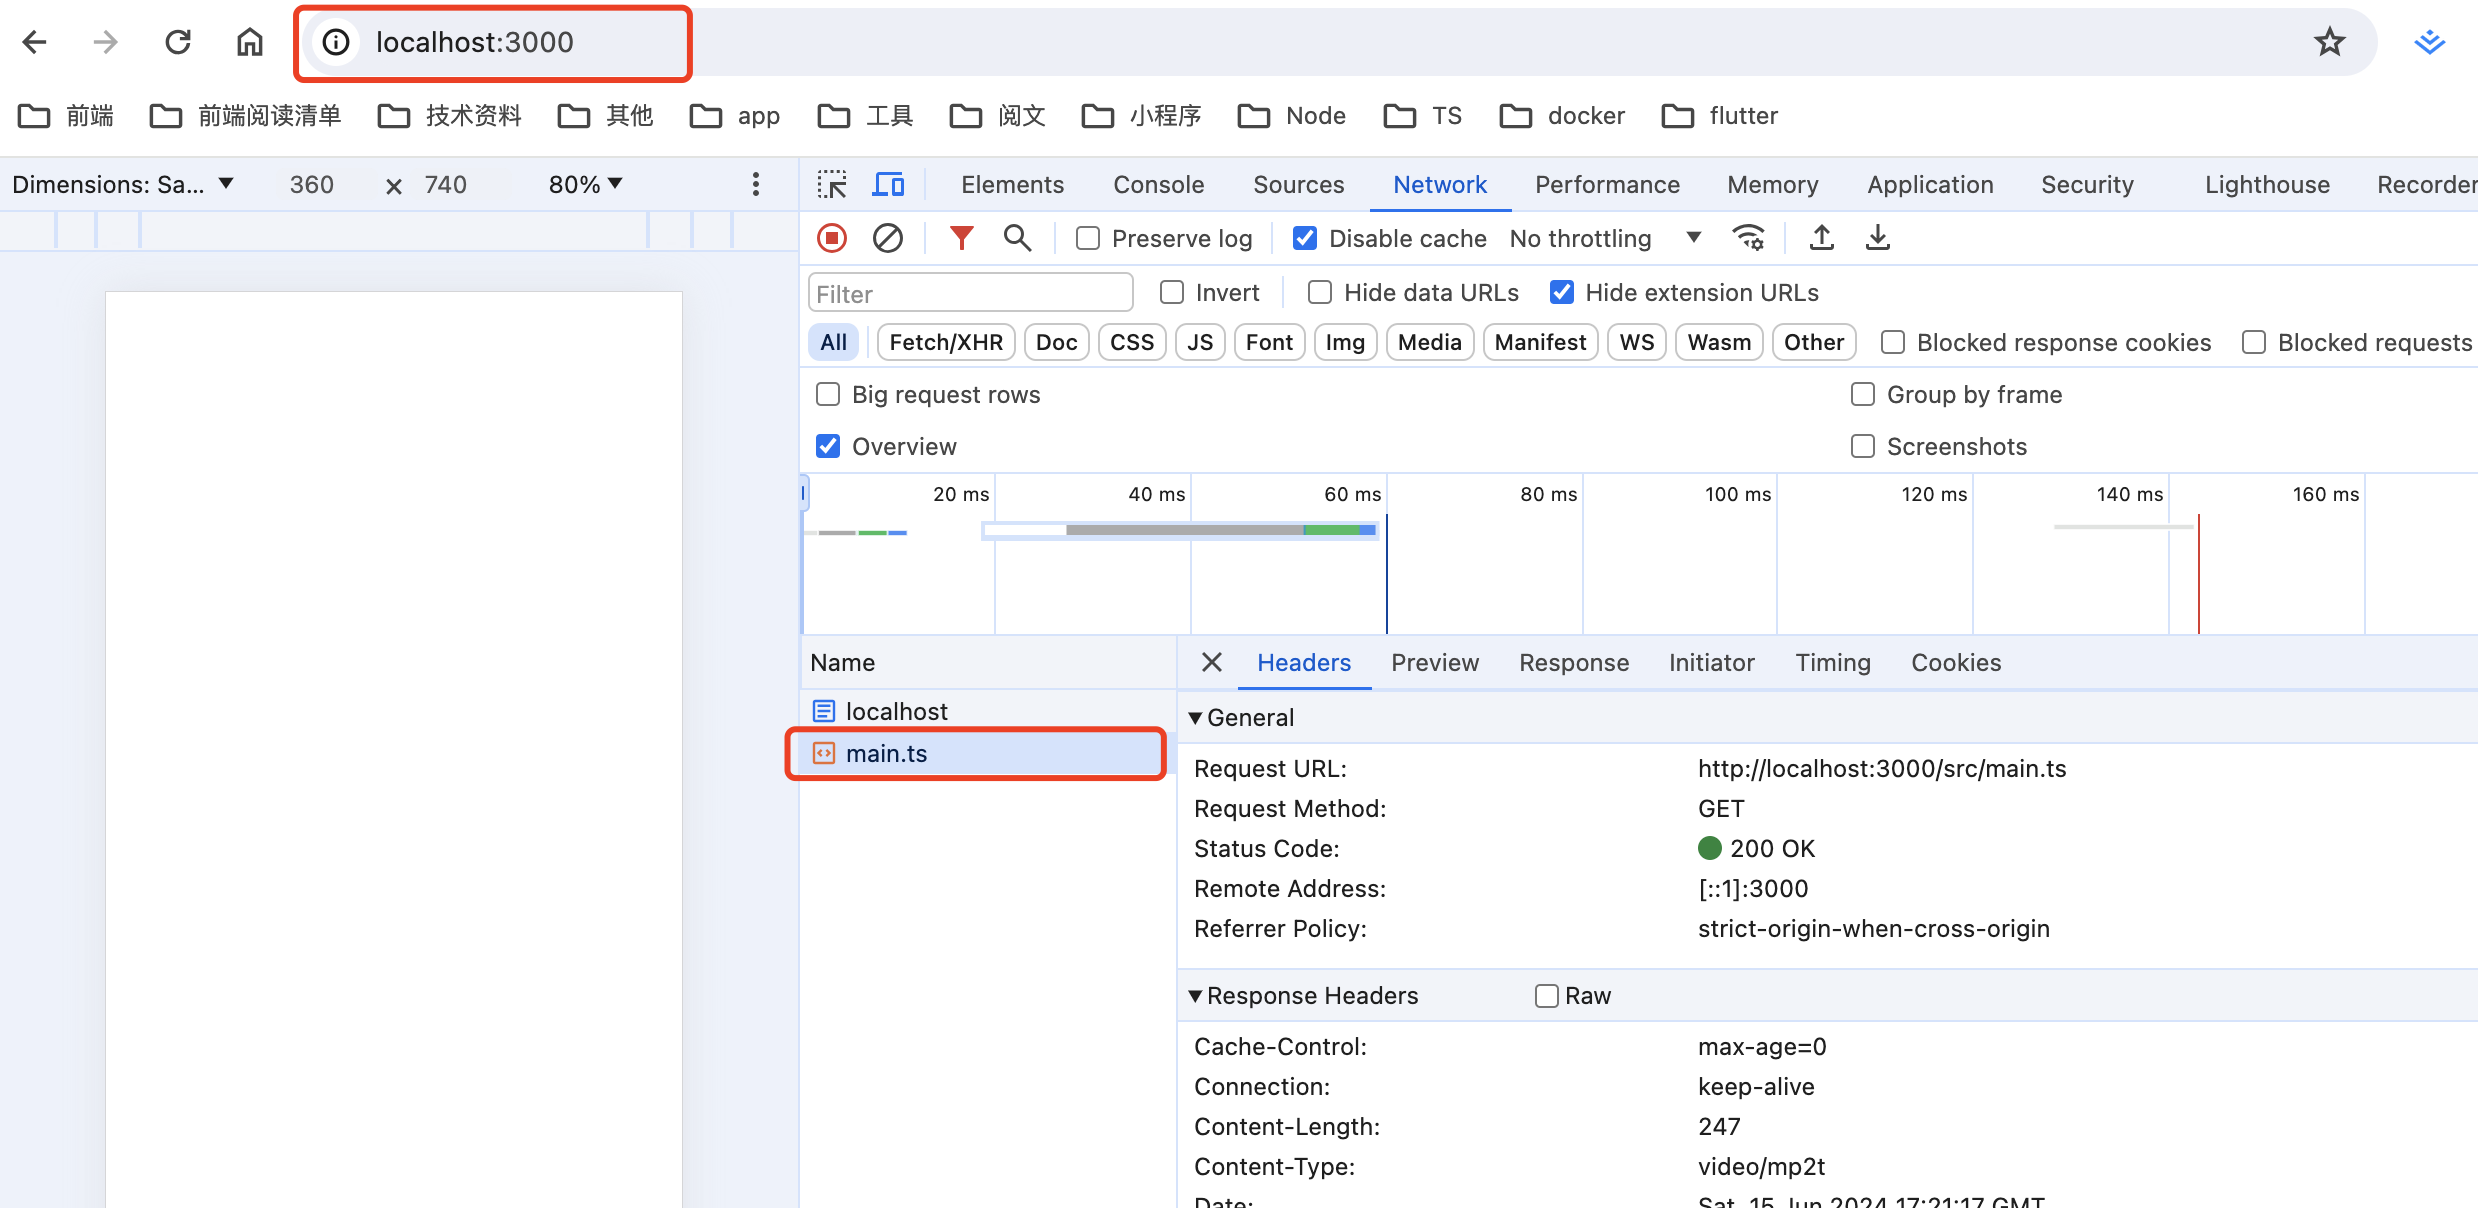 localhost:3000
前端 前端阅读清单 技术资料 其他 app 工具 阅文 小程序 Node TS docker flutter
Dimensions: Sa... 360 × 740 80%
Elements Console Sources Network Performance Memory Application Security Lighthouse Recorder
Preserve log Disable cache No throttling
Filter Invert Hide data URLs Hide extension URLs
All Fetch/XHR Doc CSS JS Font Img Media Manifest WS Wasm Other Blocked response cookies Blocked requests
Big request rows Group by frame
Overview Screenshots
20 ms 40 ms 60 ms 80 ms 100 ms 120 ms 140 ms 160 ms
Name Headers Preview Response Initiator Timing Cookies
localhost
main.ts
General
Request URL: http://localhost:3000/src/main.ts
Request Method: GET
Status Code: 200 OK
Remote Address: [::1]:3000
Referrer Policy: strict-origin-when-cross-origin
Response Headers Raw
Cache-Control: max-age=0
Connection: keep-alive
Content-Length: 247
Content-Type: video/mp2t
Date: Sat, 15 Jun 2024 17:21:17 GMT